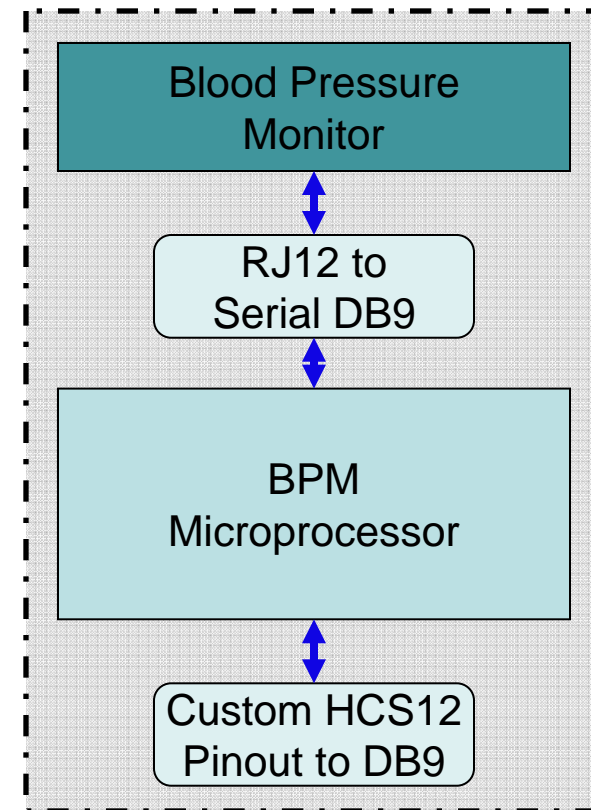 Blood Pressure
Monitor
RJ12 to
Serial DB9
BPM
Microprocessor
Custom HCS12
Pinout to DB9